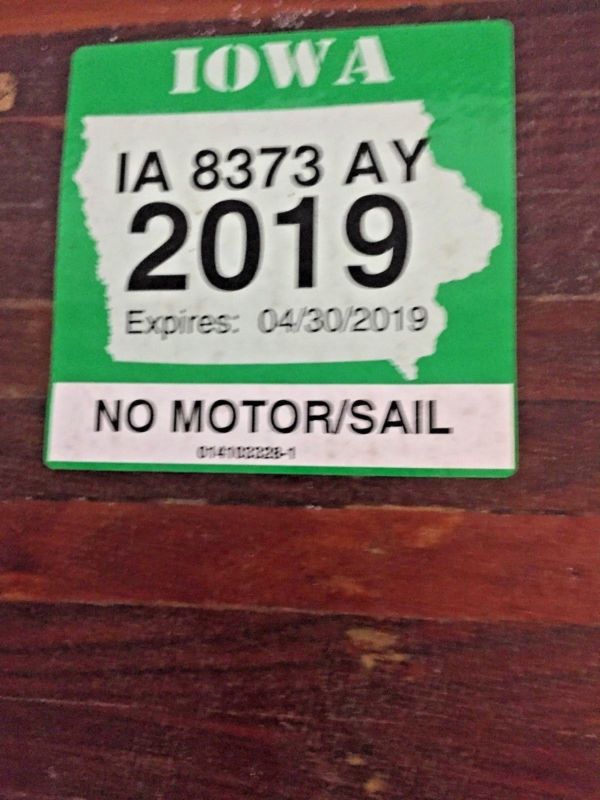 IOWA
IA 8373 AY
2019
Expires: 04/30/2019
NO MOTOR/SAIL